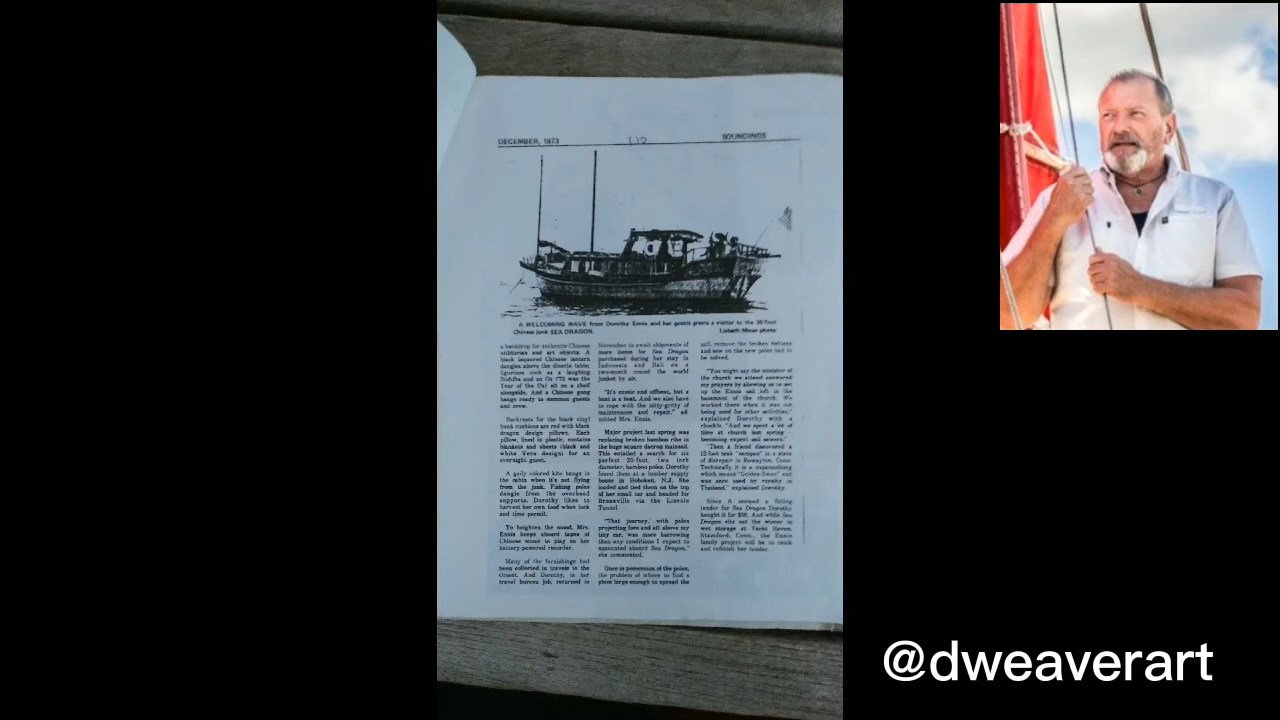 DECEMBER, 1973
SOUNDINGS
A WELCOMING WAVE from Dorothy Ennis and her guests greets a visitor to the 36-foot
Chinese junk SEA DRAGON.
Lisbeth Miner photo
a backdrop for authentic Chinese
utilitarian and art objects. A
black lacquered Chinese lantern
dangles above the dinette table;
figurines such as a laughing
Buddha and an Ox ('73 was the
Year of the Ox) sit on a shelf
alongside. And a Chinese gong
hangs ready to summon guests
and crew.
Backrests for the black vinyl
bunk cushions are red with black
dragon design pillows. Each
pillow, lined in plastic, contains
blankets and sheets (black and
white Vera design) for an
overnight guest.
A gaily colored kite hangs in
the cabin when it's not flying
from the junk. Fishing poles
dangle from the overhead
supports. Dorothy likes to
harvest her own food when luck
and time permit.
To heighten the mood, Mrs.
Ennis keeps aboard tapes of
Chinese music to play on her
battery-powered recorder.
Many of the furnishings had
been collected in travels to the
Orient. And Dorothy, in her
travel bureau job, returned in
November to await shipments of
more items for Sea Dragon
purchased during her stay in
Indonesia and Bali on a
two-month round the world
junket by air.
"It's exotic and offbeat, but a
boat is a boat. And we also have
to cope with the nitty-gritty of
maintenance and repair," ad-
mitted Mrs. Ennis.
Major project last spring was
replacing broken bamboo ribs in
the huge square dacron mainsail.
This entailed a search for six
perfect 25-foot, two inch
diameter, bamboo poles. Dorothy
found them at a lumber supply
house in Hoboken, N.J. She
loaded and tied them on the top
of her small car and headed for
Bronxville via the Lincoln
Tunnel.
"That journey, with poles
projecting fore and aft above my
tiny car, was more harrowing
than any conditions I expect to
encounter aboard Sea Dragon,"
she commented.
Once in possession of the poles,
the problem of where to find a
place large enough to spread the
sail, remove the broken battens
and sew on the new poles had to
be solved.
"You might say the minister of
the church we attend answered
my prayers by allowing us to set
up the Ennis sail loft in the
basement of the church. We
worked there when it was not
being used for other activities,"
explained Dorothy with a
chuckle. "And we spent a lot of
time at church last spring —
becoming expert sail sewers."
"Then a friend discovered a
12-foot teak "sampan" in a state
of disrepair in Rowayton, Conn.
Technically it is a
which means "Golden Swan" and
was once used by royalty in
Thailand," explained Dorothy.
Since it seemed a fitting
tender for Sea Dragon Dorothy
bought it for $50. And while Sea
Dragon sits out the winter in
wet storage at Yacht Haven,
Stamford, Conn., the Ennis
family project will be to caulk
and refinish her tender.
@dweaverart